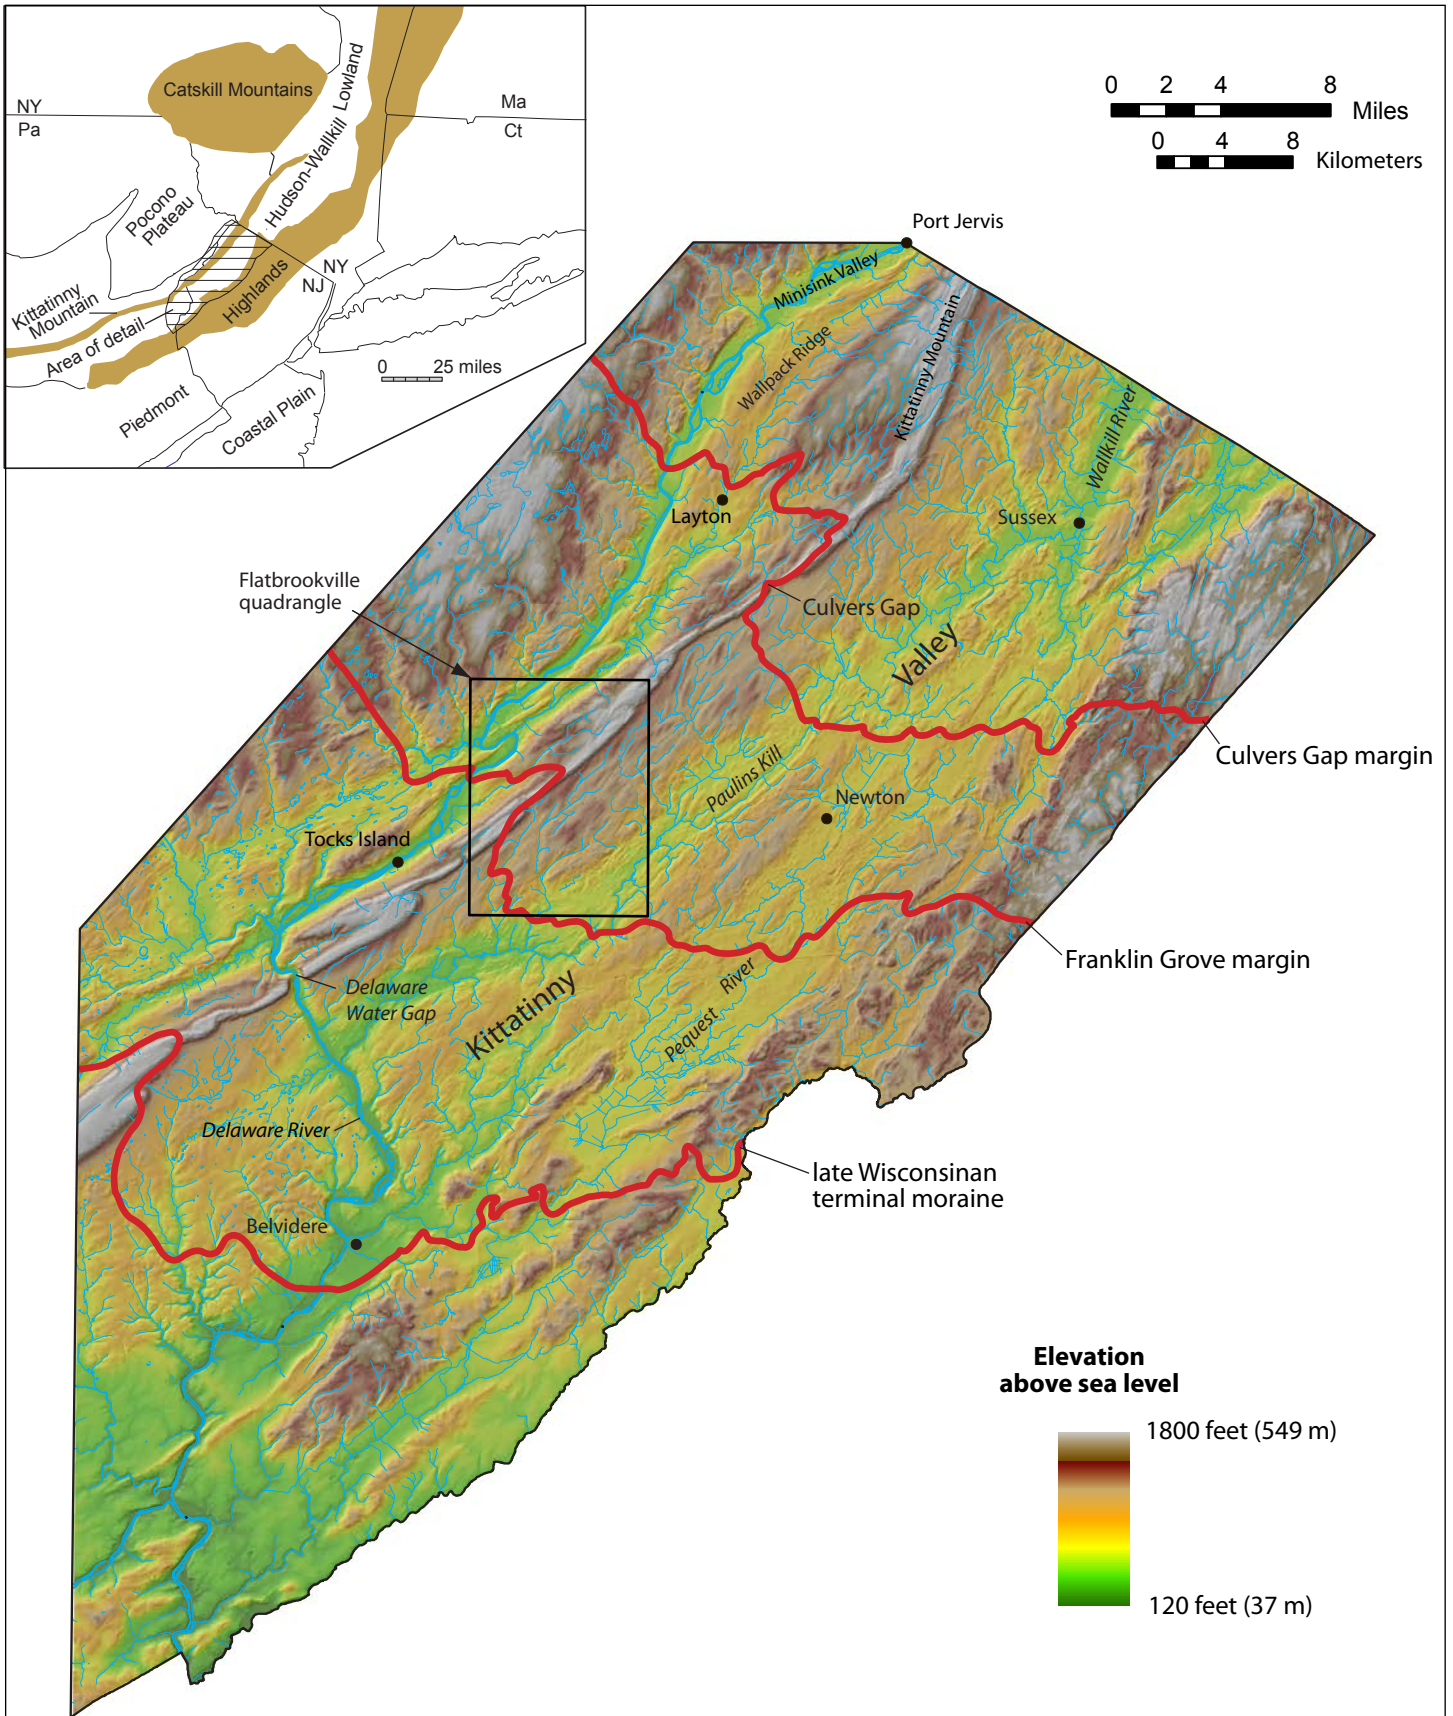 Catskill Mountains
Hudson-Wallkill Lowland
NY
Pa
Ma
Ct
Pocono
Plateau
NY
NJ
Highlands
Kittatinny
Mountain
Area of detail
Piedmont
Coastal Plain
0 25 miles
0 2 4 8
Miles
0 4 8
Kilometers
Port Jervis
Minisink Valley
Wallpack Ridge
Kittatinny Mountain
Wallkill River
Layton
Sussex
Flatbrookville
quadrangle
Culvers Gap
Valley
Culvers Gap margin
Paulins Kill
Newton
Tocks Island
Franklin Grove margin
Delaware
Water Gap
Kittatinny
Pequest River
Delaware River
late Wisconsinan
terminal moraine
Belvidere
Elevation
above sea level
1800 feet (549 m)
120 feet (37 m)